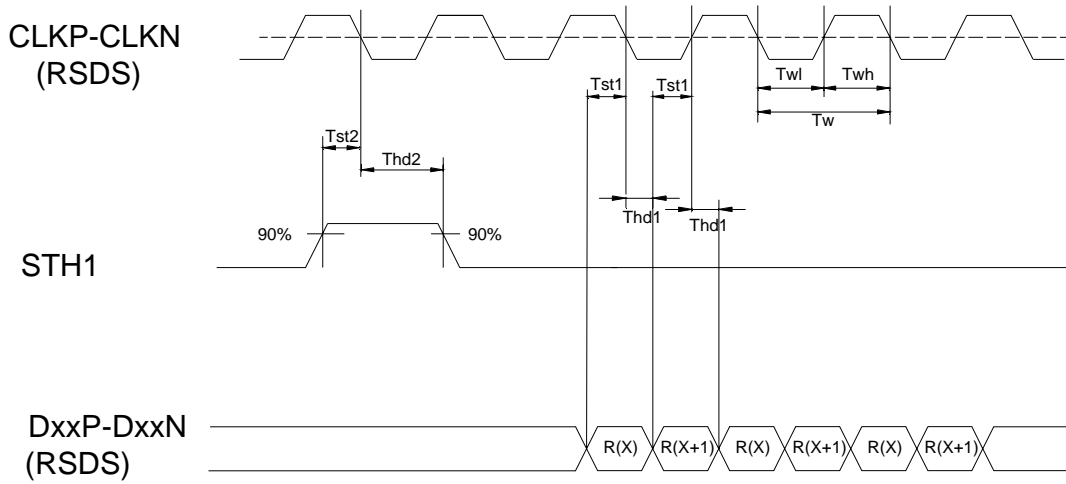 CLKP-CLKN
(RSDS)
Tst1
Tst1
Twl
Twh
Tw
Tst2
Thd2
Thd1
Thd1
90%
90%
STH1
DxxP-DxxN
(RSDS)
R(X)
R(X+1)
R(X)
R(X+1)
R(X)
R(X+1)